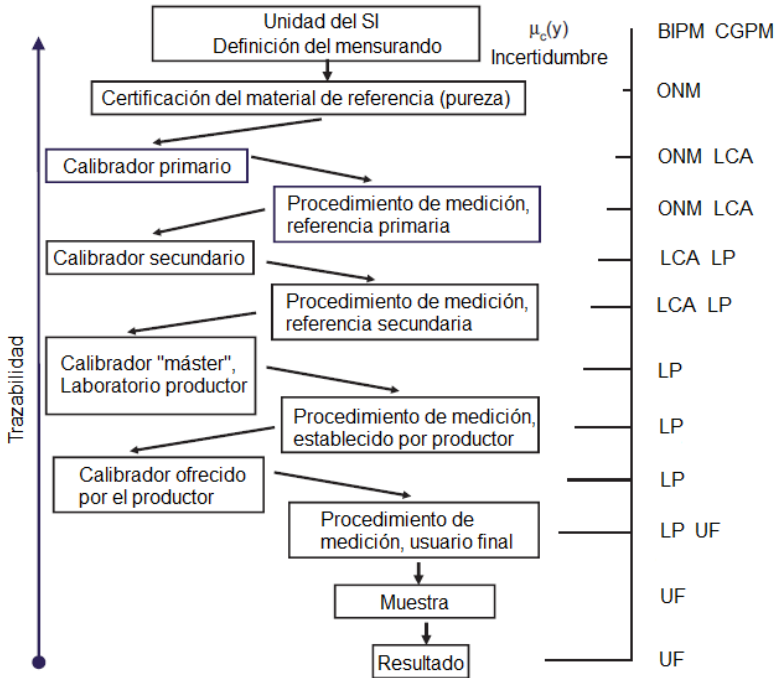 Unidad del SI
Definición del mensurando
μc(y)
Incertidumbre
BIPM CGPM
Certificación del material de referencia (pureza)
ONM
Calibrador primario
ONM LCA
Procedimiento de medición,
referencia primaria
ONM LCA
Calibrador secundario
LCA LP
Procedimiento de medición,
referencia secundaria
LCA LP
Calibrador "máster",
Laboratorio productor
LP
Procedimiento de medición,
establecido por productor
LP
Calibrador ofrecido
por el productor
LP
Procedimiento de
medición, usuario final
LP UF
Muestra
UF
Resultado
UF
Trazabilidad